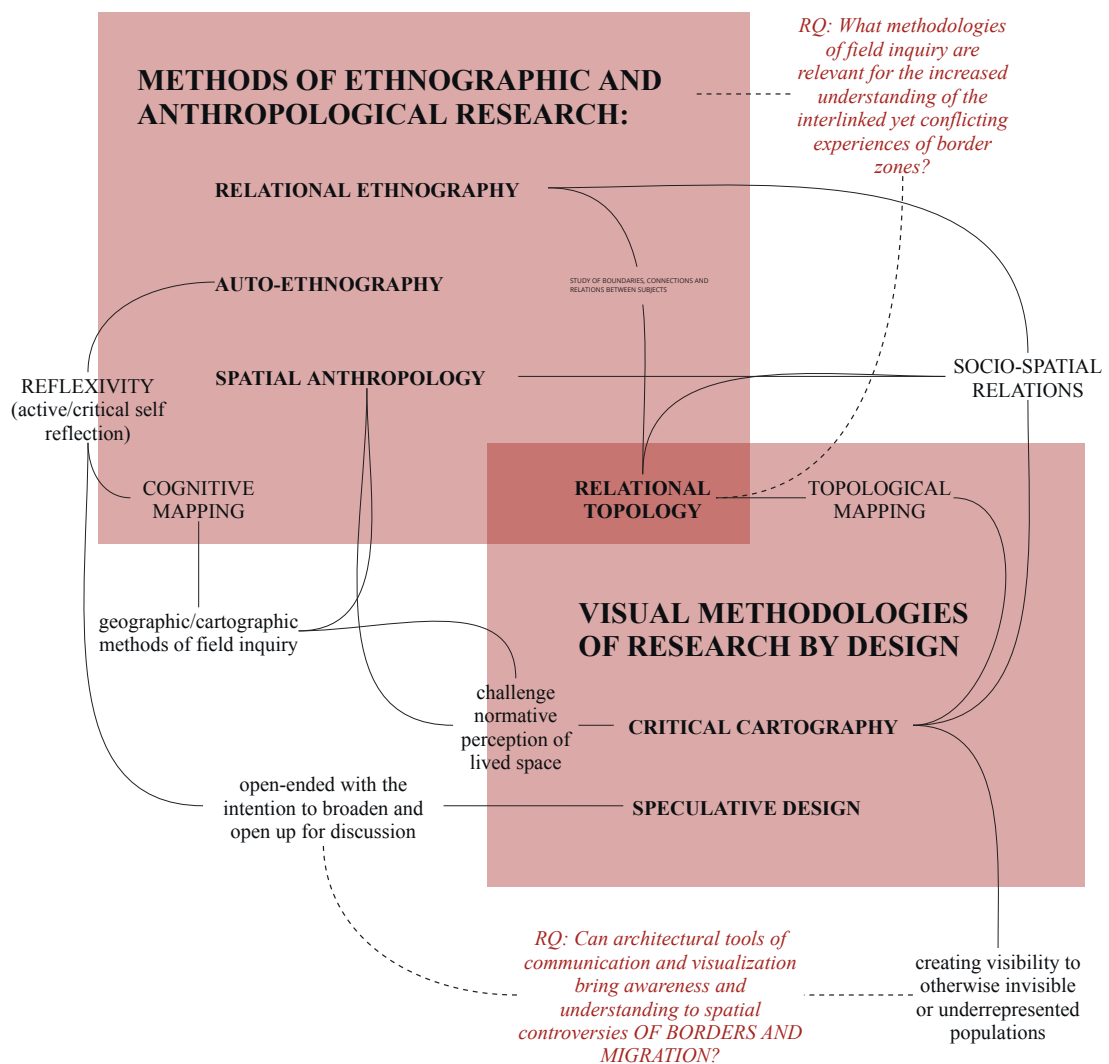 RQ: What methodologies
of field inquiry are
relevant for the increased
understanding of the
interlinked yet conflicting
experiences of border
zones?
METHODS OF ETHNOGRAPHIC AND
ANTHROPOLOGICAL RESEARCH:
RELATIONAL ETHNOGRAPHY
AUTO-ETHNOGRAPHY
STUDY OF BOUNDARIES, CONNECTIONS AND
RELATIONS BETWEEN SUBJECTS
SPATIAL ANTHROPOLOGY
SOCIO-SPATIAL
RELATIONS
REFLEXIVITY
(active/critical self
reflection)
COGNITIVE
MAPPING
RELATIONAL
TOPOLOGY
TOPOLOGICAL
MAPPING
geographic/cartographic
methods of field inquiry
VISUAL METHODOLOGIES
OF RESEARCH BY DESIGN
challenge
normative
perception of
lived space
CRITICAL CARTOGRAPHY
open-ended with the
intention to broaden and
open up for discussion
SPECULATIVE DESIGN
RQ: Can architectural tools of
communication and visualization
bring awareness and
understanding to spatial
controversies OF BORDERS AND
MIGRATION?
creating visibility to
otherwise invisible
or underrepresented
populations